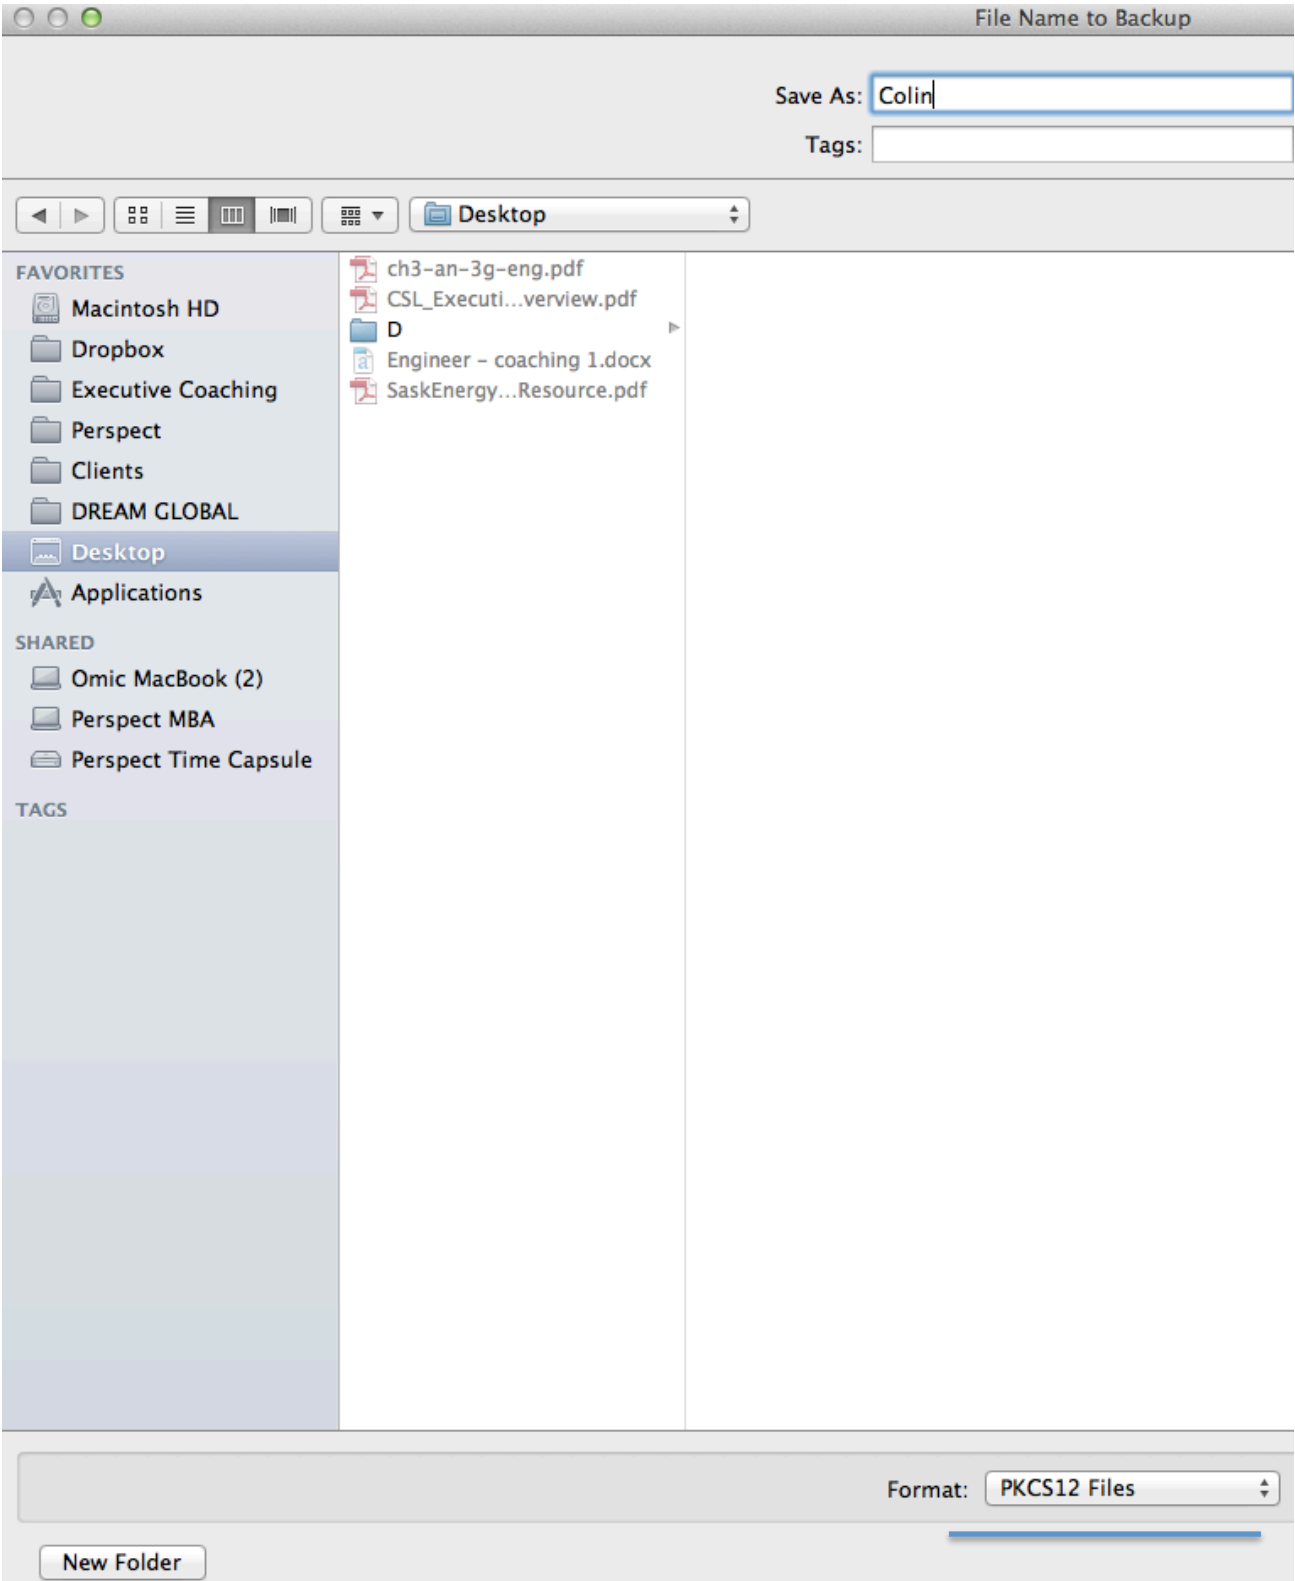 File Name to Backup
Save As: Colin
Tags:
Desktop
FAVORITES
Macintosh HD
Dropbox
Executive Coaching
Perspect
Clients
DREAM GLOBAL
Desktop
Applications
SHARED
Omic MacBook (2)
Perspect MBA
Perspect Time Capsule
TAGS
ch3-an-3g-eng.pdf
CSL_Executi...verview.pdf
D
Engineer - coaching 1.docx
SaskEnergy...Resource.pdf
Format: PKCS12 Files
New Folder